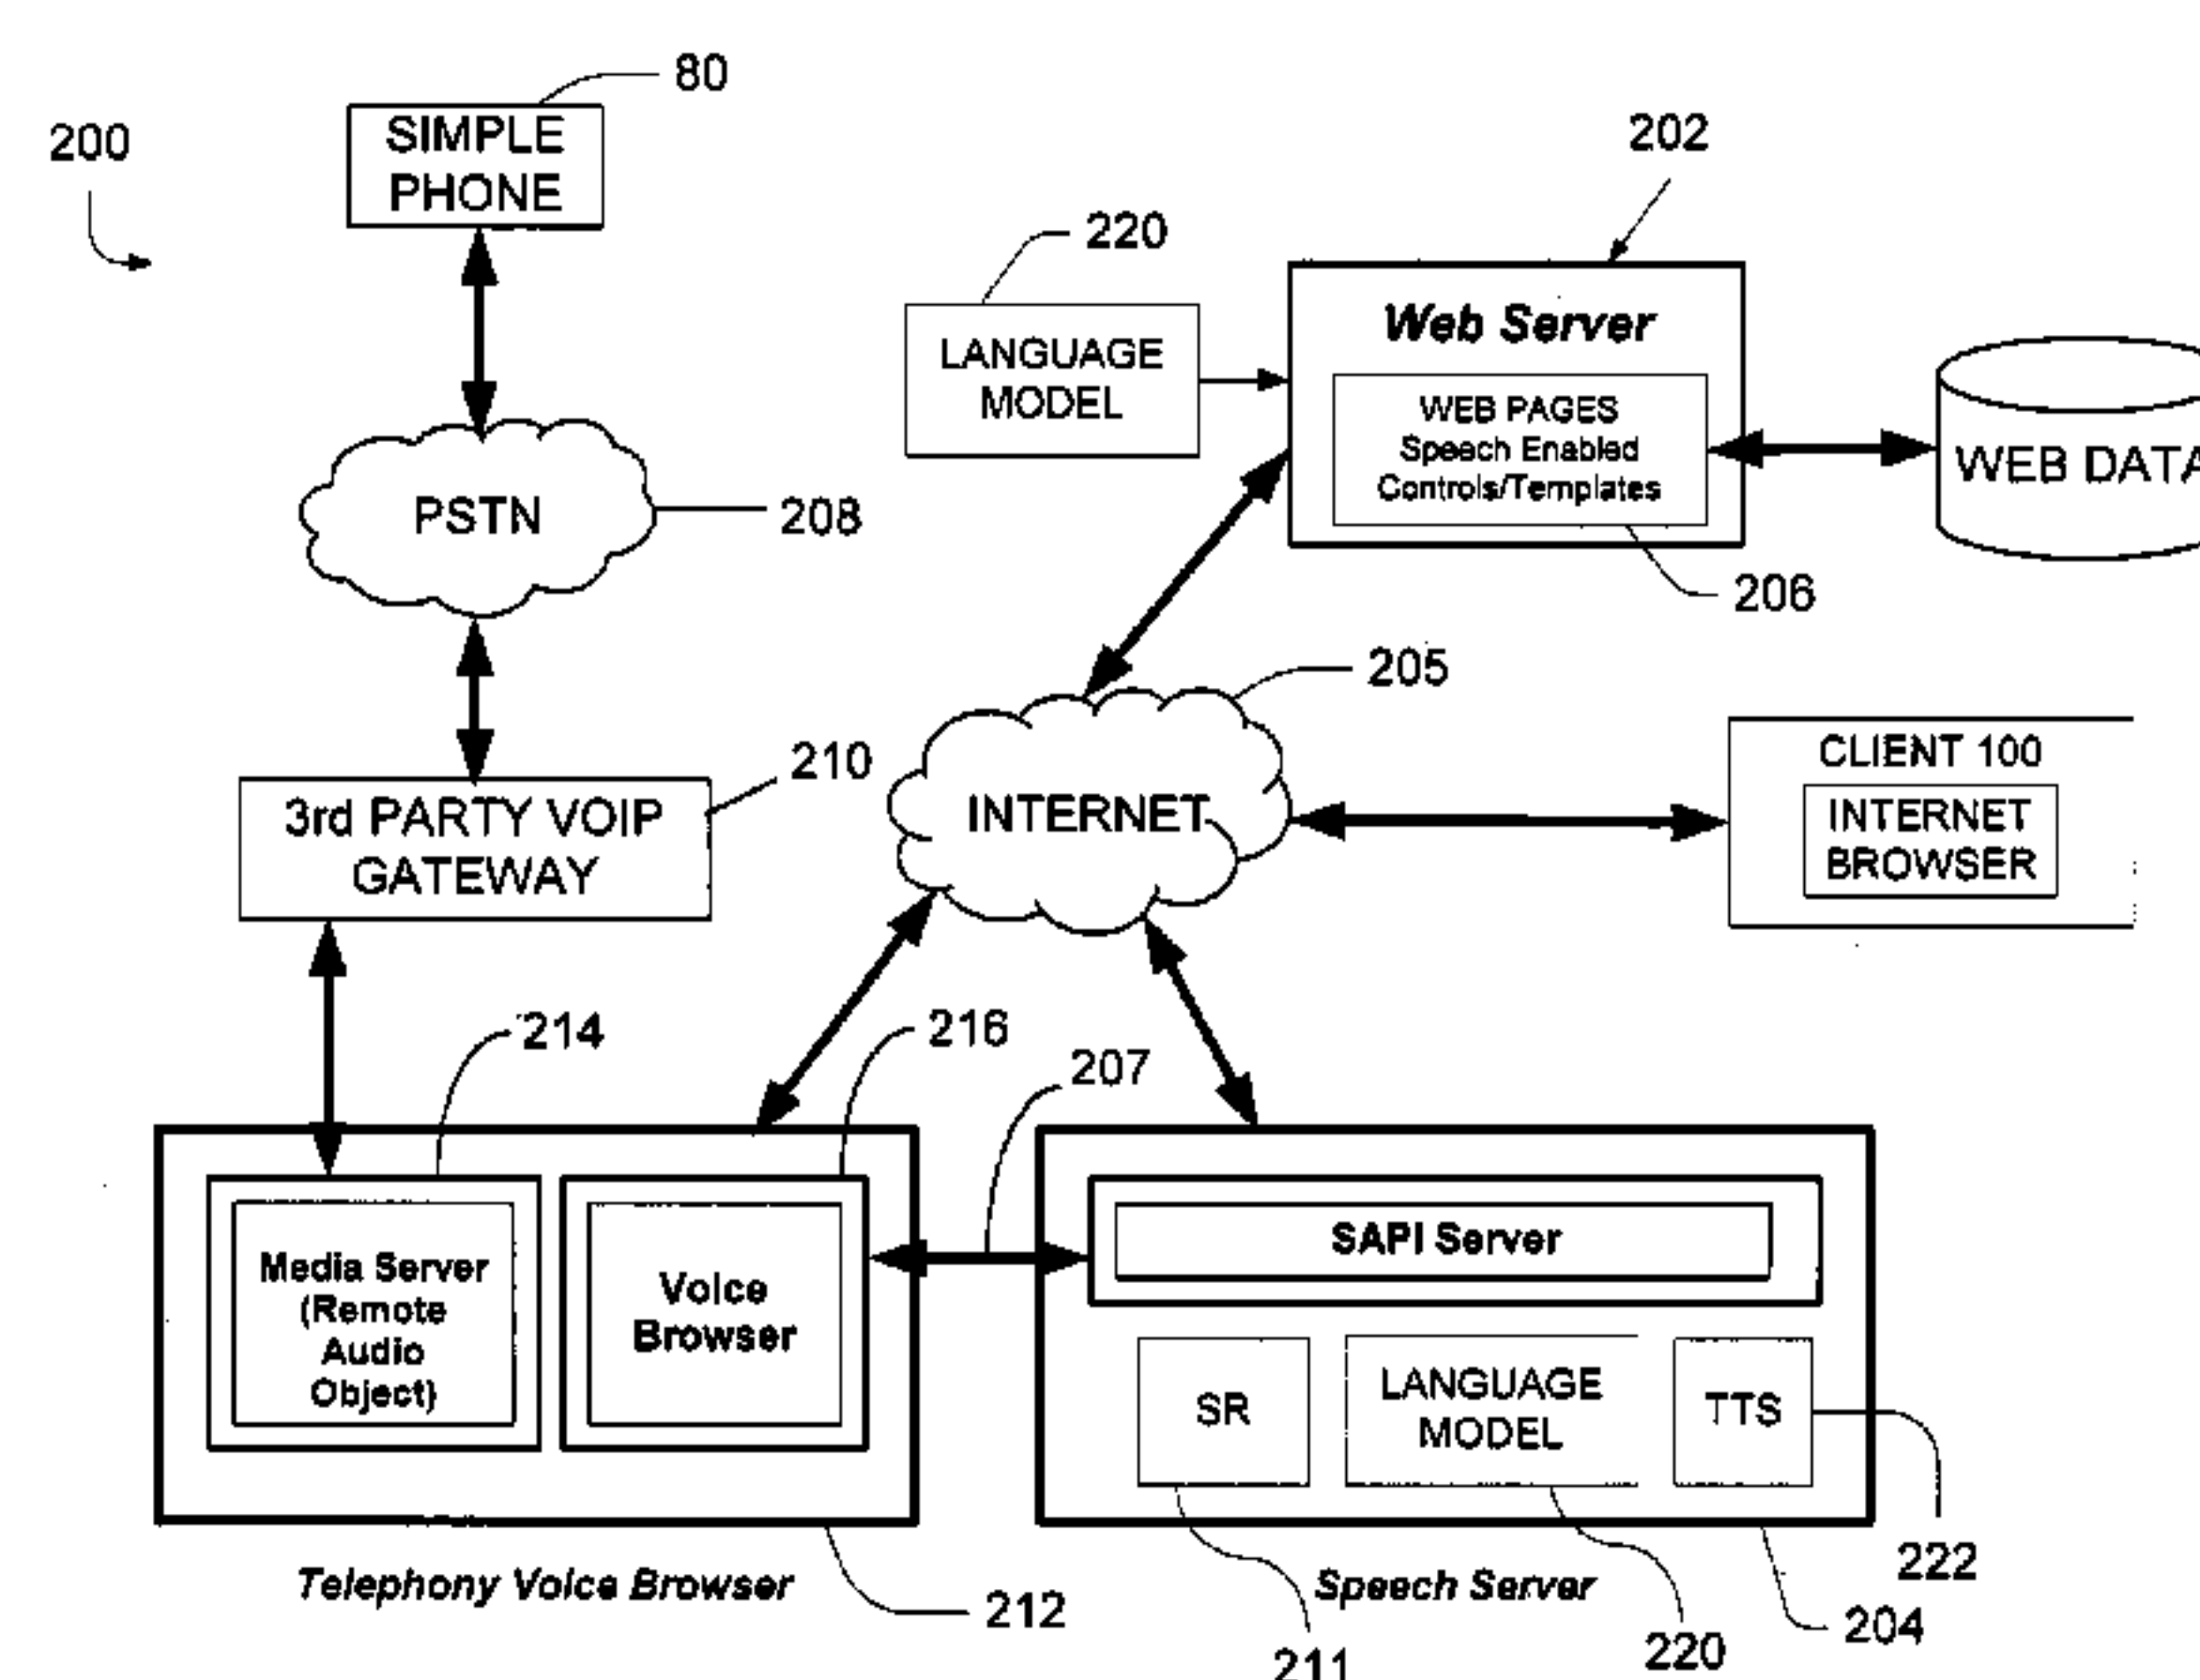 80
200
SIMPLE
PHONE
202
220
Web Server
LANGUAGE
MODEL
WEB PAGES
Speech Enabled
Controls/Templates
WEB DATA
PSTN
208
206
205
210
CLIENT 100
3rd PARTY VOIP
GATEWAY
INTERNET
INTERNET
BROWSER
214
216
207
SAPI Server
Media Server
(Remote
Audio
Object)
Voice
Browser
SR
LANGUAGE
MODEL
TTS
222
Telephony Voice Browser
212
Speech Server
204
211
220